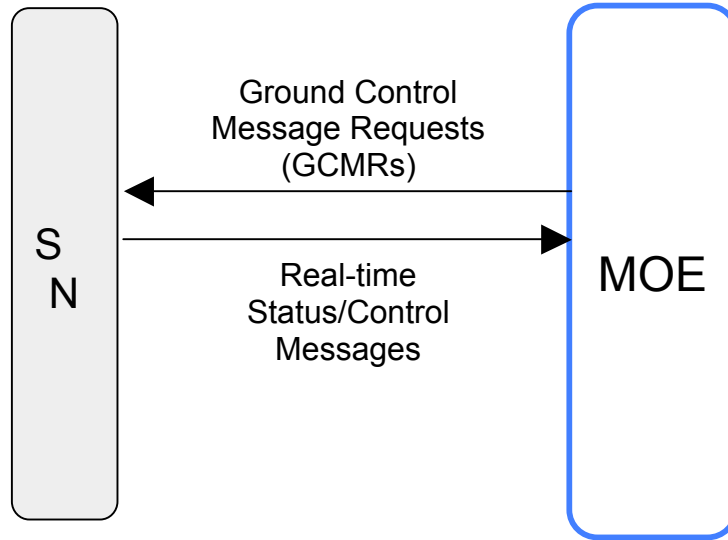 Ground Control
Message Requests
(GCMRs)
S
N
MOE
Real-time
Status/Control
Messages